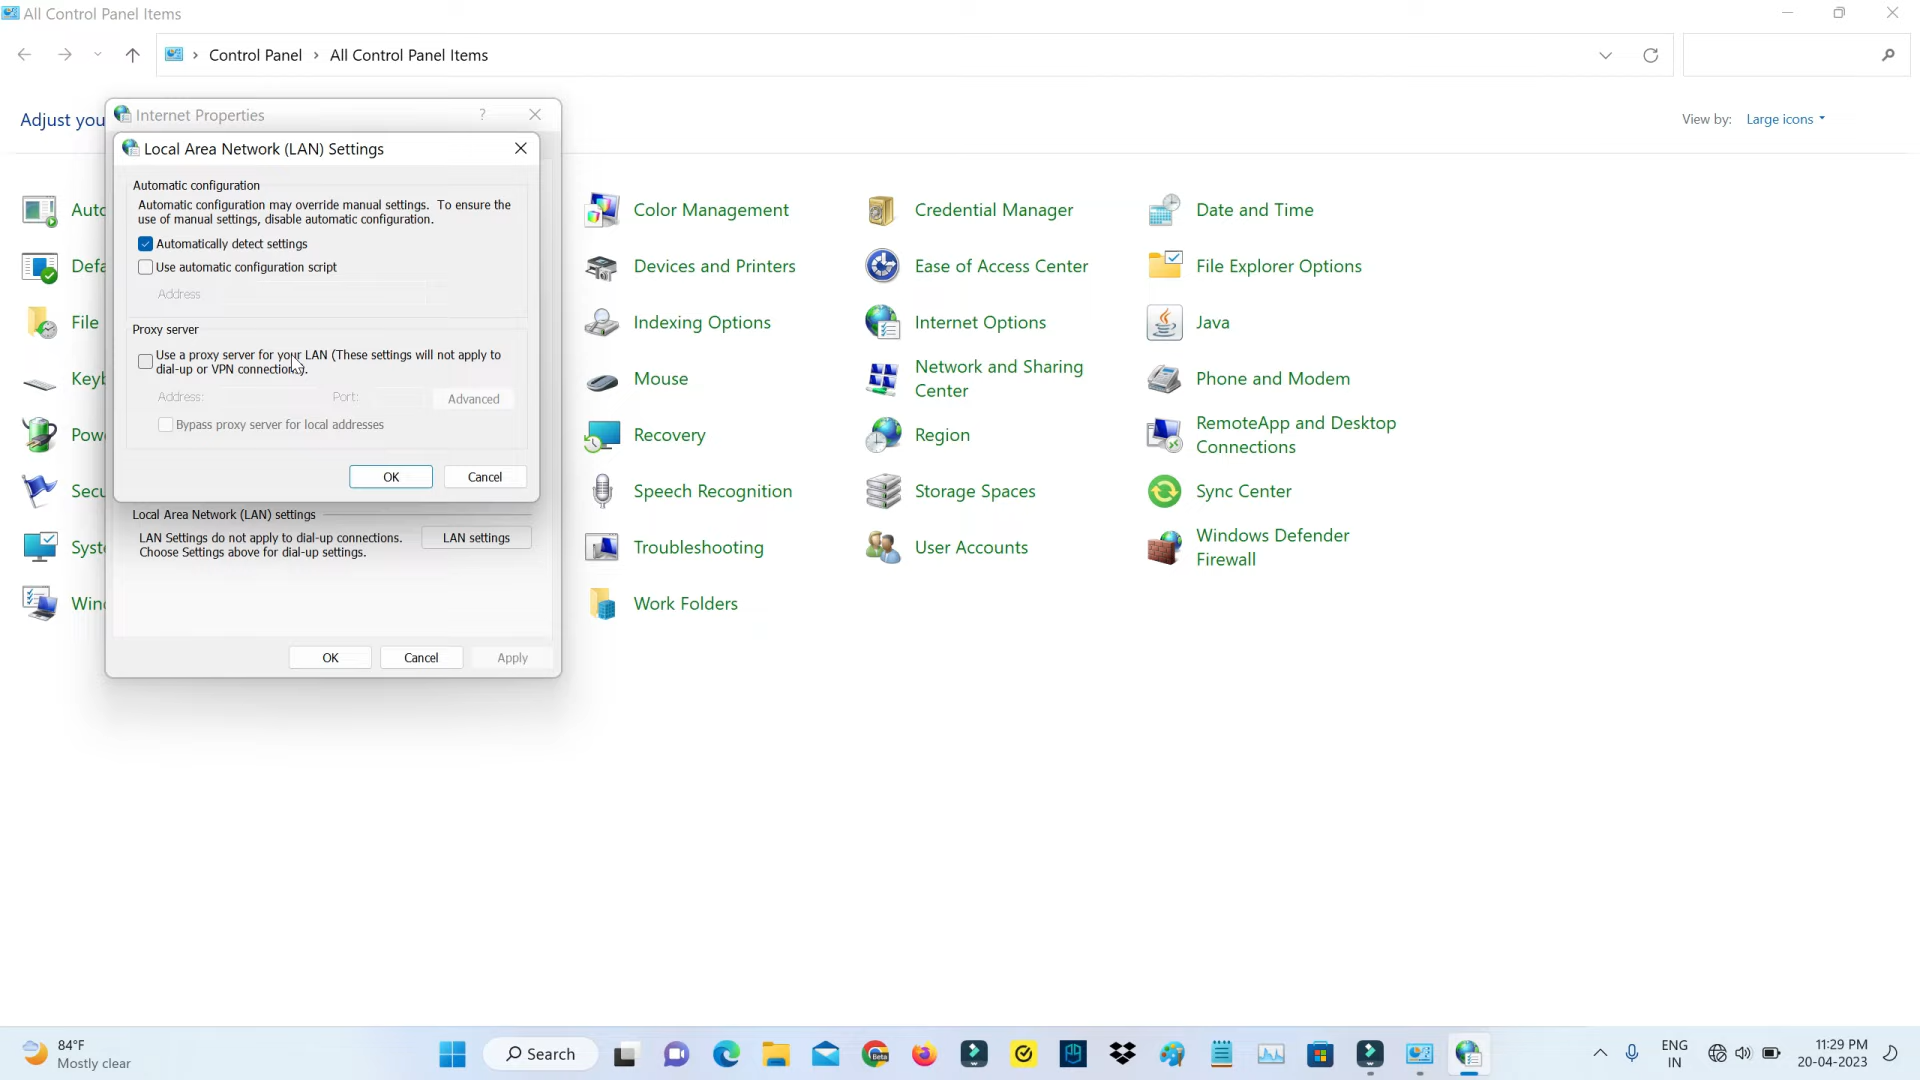 All Control Panel Items
Control Panel › All Control Panel Items
Adjust you
View by: Large icons
Internet Properties ?
Local Area Network (LAN) Settings
Automatic configuration
Automatic configuration may override manual settings. To ensure the
use of manual settings, disable automatic configuration.
Automatically detect settings
Use automatic configuration script
Address
Proxy server
Use a proxy server for your LAN (These settings will not apply to
dial-up or VPN connections).
Address: Port: Advanced
Bypass proxy server for local addresses
OK Cancel
Local Area Network (LAN) settings
LAN Settings do not apply to dial-up connections.
Choose Settings above for dial-up settings.
LAN settings
OK Cancel Apply
Auto
Defa
File
Keyb
Pow
Secu
Syste
Wind
Color Management
Credential Manager
Date and Time
Devices and Printers
Ease of Access Center
File Explorer Options
Indexing Options
Internet Options
Java
Mouse
Network and Sharing
Center
Phone and Modem
Recovery
Region
RemoteApp and Desktop
Connections
Speech Recognition
Storage Spaces
Sync Center
Troubleshooting
User Accounts
Windows Defender
Firewall
Work Folders
84°F
Mostly clear
Search
Beta
ENG
IN
11:29 PM
20-04-2023